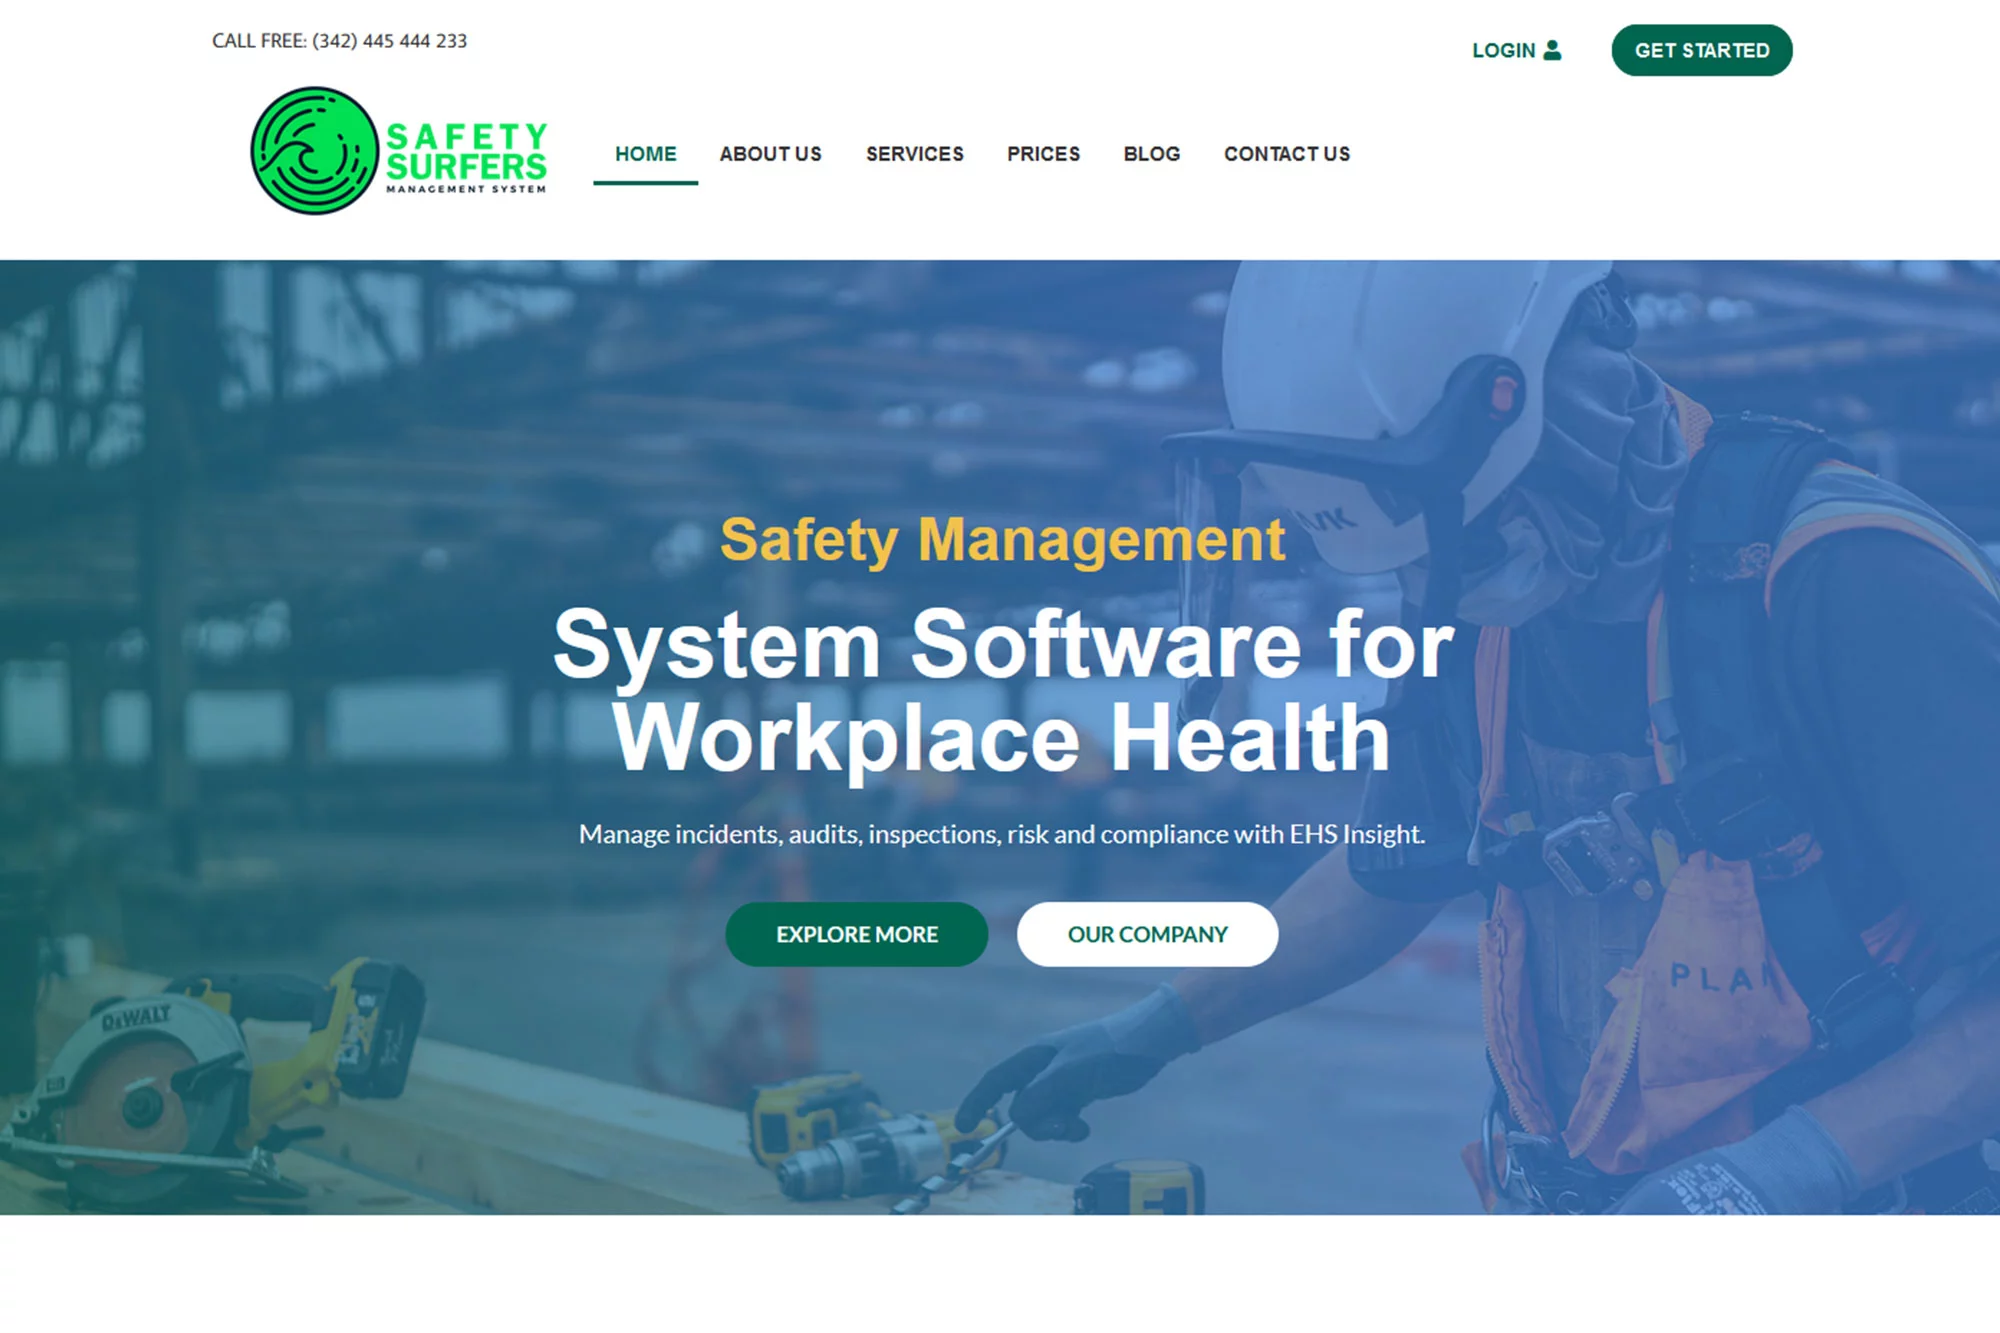 CALL FREE: (342) 445 444 233
LOGIN
GET STARTED
SAFETY
SURFERS
MANAGEMENT SYSTEM
HOME
ABOUT US
SERVICES
PRICES
BLOG
CONTACT US
Safety Management
System Software for
Workplace Health
Manage incidents, audits, inspections, risk and compliance with EHS Insight.
EXPLORE MORE
OUR COMPANY
DEWALT
PLAN